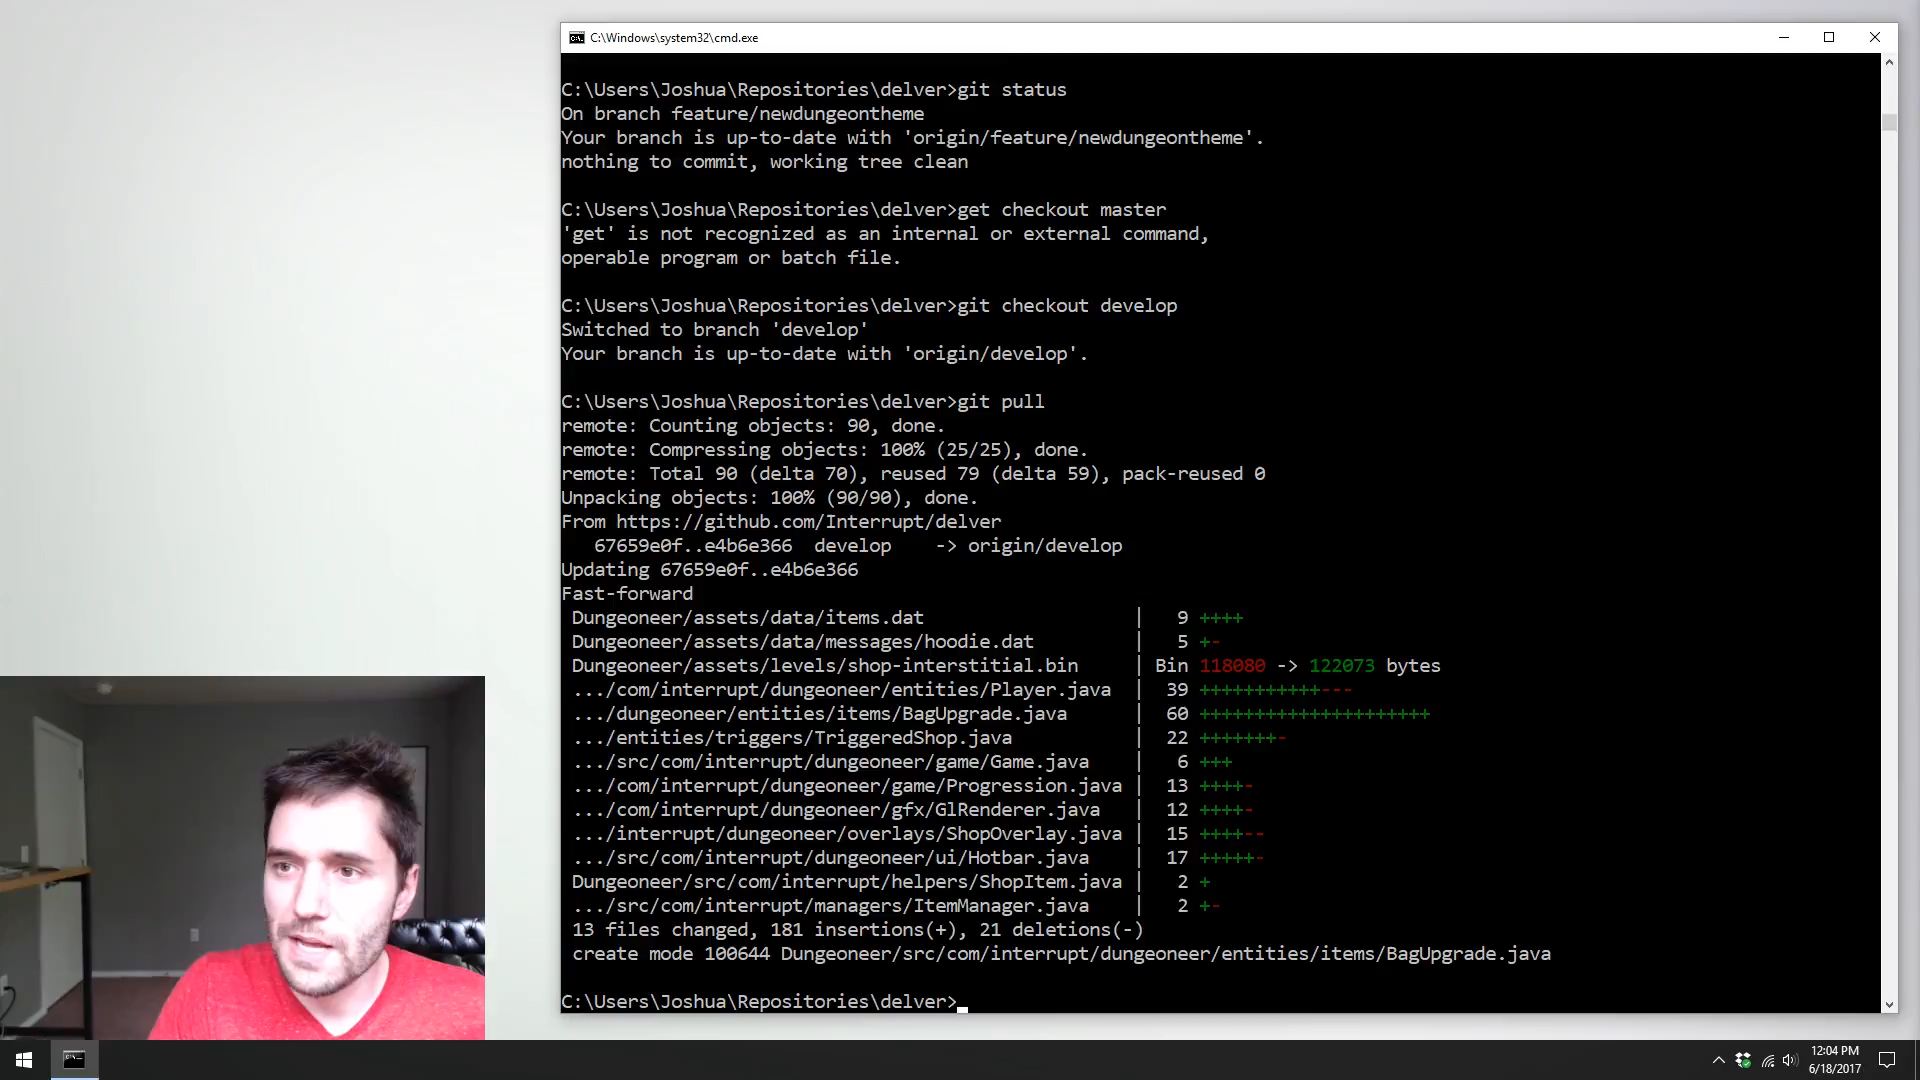 C:\Windows\system32\cmd.exe
C:\Users\Joshua\Repositories\delver>git status
On branch feature/newdungeontheme
Your branch is up-to-date with 'origin/feature/newdungeontheme'.
nothing to commit, working tree clean
C:\Users\Joshua\Repositories\delver>get checkout master
'get' is not recognized as an internal or external command,
operable program or batch file.
C:\Users\Joshua\Repositories\delver>git checkout develop
Switched to branch 'develop'
Your branch is up-to-date with 'origin/develop'.
C:\Users\Joshua\Repositories\delver>git pull
remote: Counting objects: 90, done.
remote: Compressing objects: 100% (25/25), done.
remote: Total 90 (delta 70), reused 79 (delta 59), pack-reused 0
Unpacking objects: 100% (90/90), done.
From https://github.com/Interrupt/delver
67659e0f..e4b6e366  develop    -> origin/develop
Updating 67659e0f..e4b6e366
Fast-forward
Dungeoneer/assets/data/items.dat | 9 ++++
Dungeoneer/assets/data/messages/hoodie.dat | 5 +-
Dungeoneer/assets/levels/shop-interstitial.bin | Bin 118080 -> 122073 bytes
.../com/interrupt/dungeoneer/entities/Player.java | 39 +++++++++++---
.../dungeoneer/entities/items/BagUpgrade.java | 60 +++++++++++++++++++++
.../entities/triggers/TriggeredShop.java | 22 +++++++-
.../src/com/interrupt/dungeoneer/game/Game.java | 6 +++
.../com/interrupt/dungeoneer/game/Progression.java | 13 ++++-
.../com/interrupt/dungeoneer/gfx/GlRenderer.java | 12 ++++-
.../interrupt/dungeoneer/overlays/ShopOverlay.java | 15 ++++--
.../src/com/interrupt/dungeoneer/ui/Hotbar.java | 17 +++++-
Dungeoneer/src/com/interrupt/helpers/ShopItem.java | 2 +
.../src/com/interrupt/managers/ItemManager.java | 2 +-
13 files changed, 181 insertions(+), 21 deletions(-)
create mode 100644 Dungeoneer/src/com/interrupt/dungeoneer/entities/items/BagUpgrade.java
C:\Users\Joshua\Repositories\delver>
12:04 PM
6/18/2017